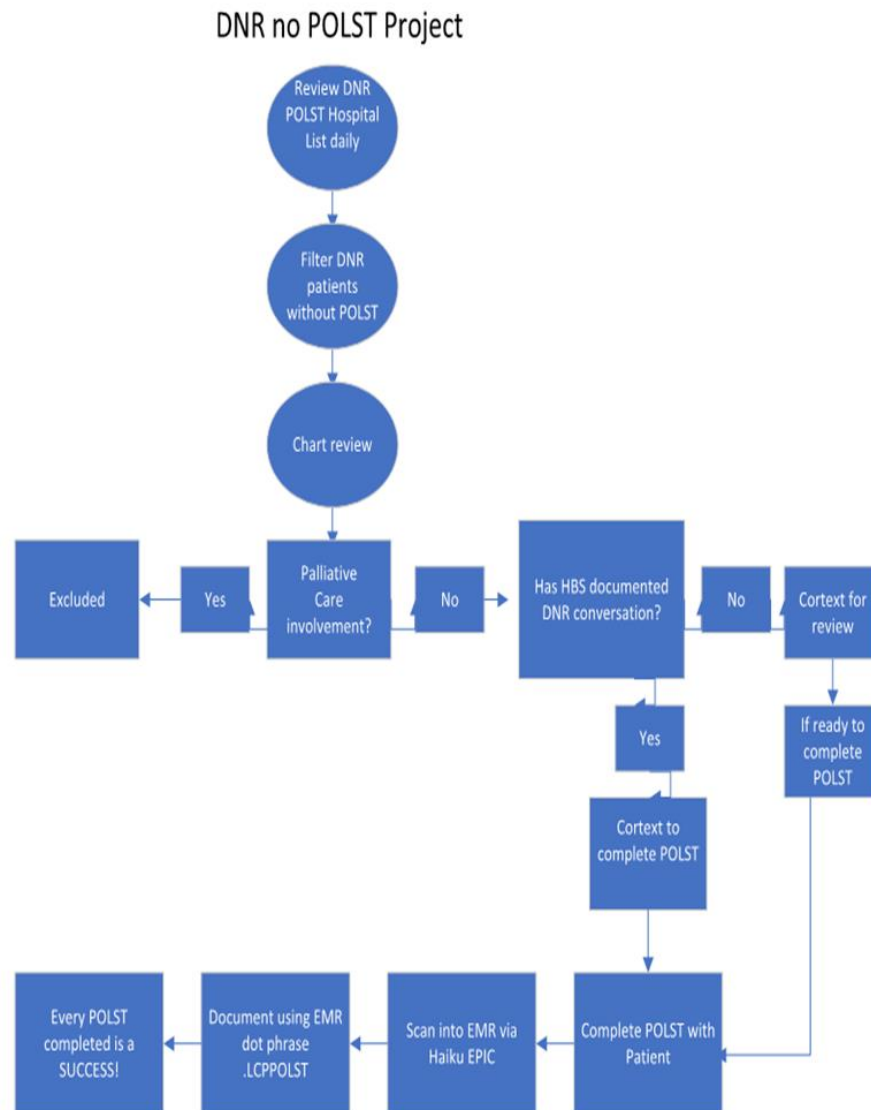 DNR no POLST Project
Review DNR
POLST Hospital
List daily
Filter DNR
patients
without POLST
Chart review
Excluded
Yes
Palliative
Care
involvement?
No
Has HBS documented
DNR conversation?
No
Cortext for
review
Yes
If ready to
complete
POLST
Cortext to
complete POLST
Every POLST
completed is a
SUCCESS!
Document using EMR
dot phrase
.LCPPOLST
Scan into EMR via
Haiku EPIC
Complete POLST with
Patient